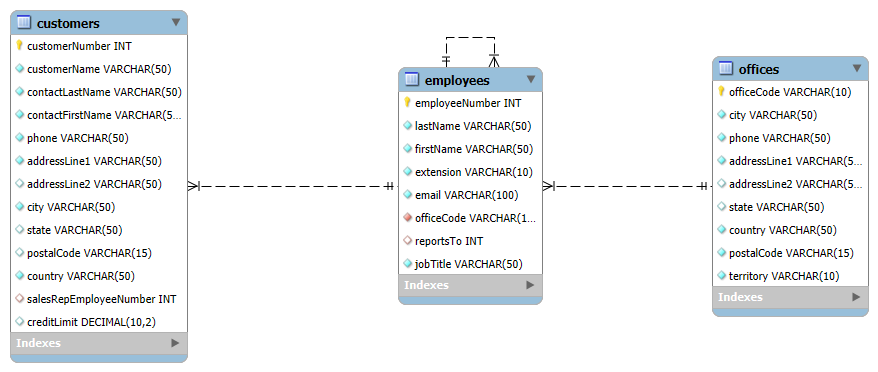 customers
customerNumber INT
customerName VARCHAR(50)
contactLastName VARCHAR(50)
contactFirstName VARCHAR(5...
phone VARCHAR(50)
addressLine1 VARCHAR(50)
addressLine2 VARCHAR(50)
city VARCHAR(50)
state VARCHAR(50)
postalCode VARCHAR(15)
country VARCHAR(50)
salesRepEmployeeNumber INT
creditLimit DECIMAL(10,2)
Indexes
employees
employeeNumber INT
lastName VARCHAR(50)
firstName VARCHAR(50)
extension VARCHAR(10)
email VARCHAR(100)
officeCode VARCHAR(1...
reportsTo INT
jobTitle VARCHAR(50)
Indexes
offices
officeCode VARCHAR(10)
city VARCHAR(50)
phone VARCHAR(50)
addressLine1 VARCHAR(5...
addressLine2 VARCHAR(5...
state VARCHAR(50)
country VARCHAR(50)
postalCode VARCHAR(15)
territory VARCHAR(10)
Indexes